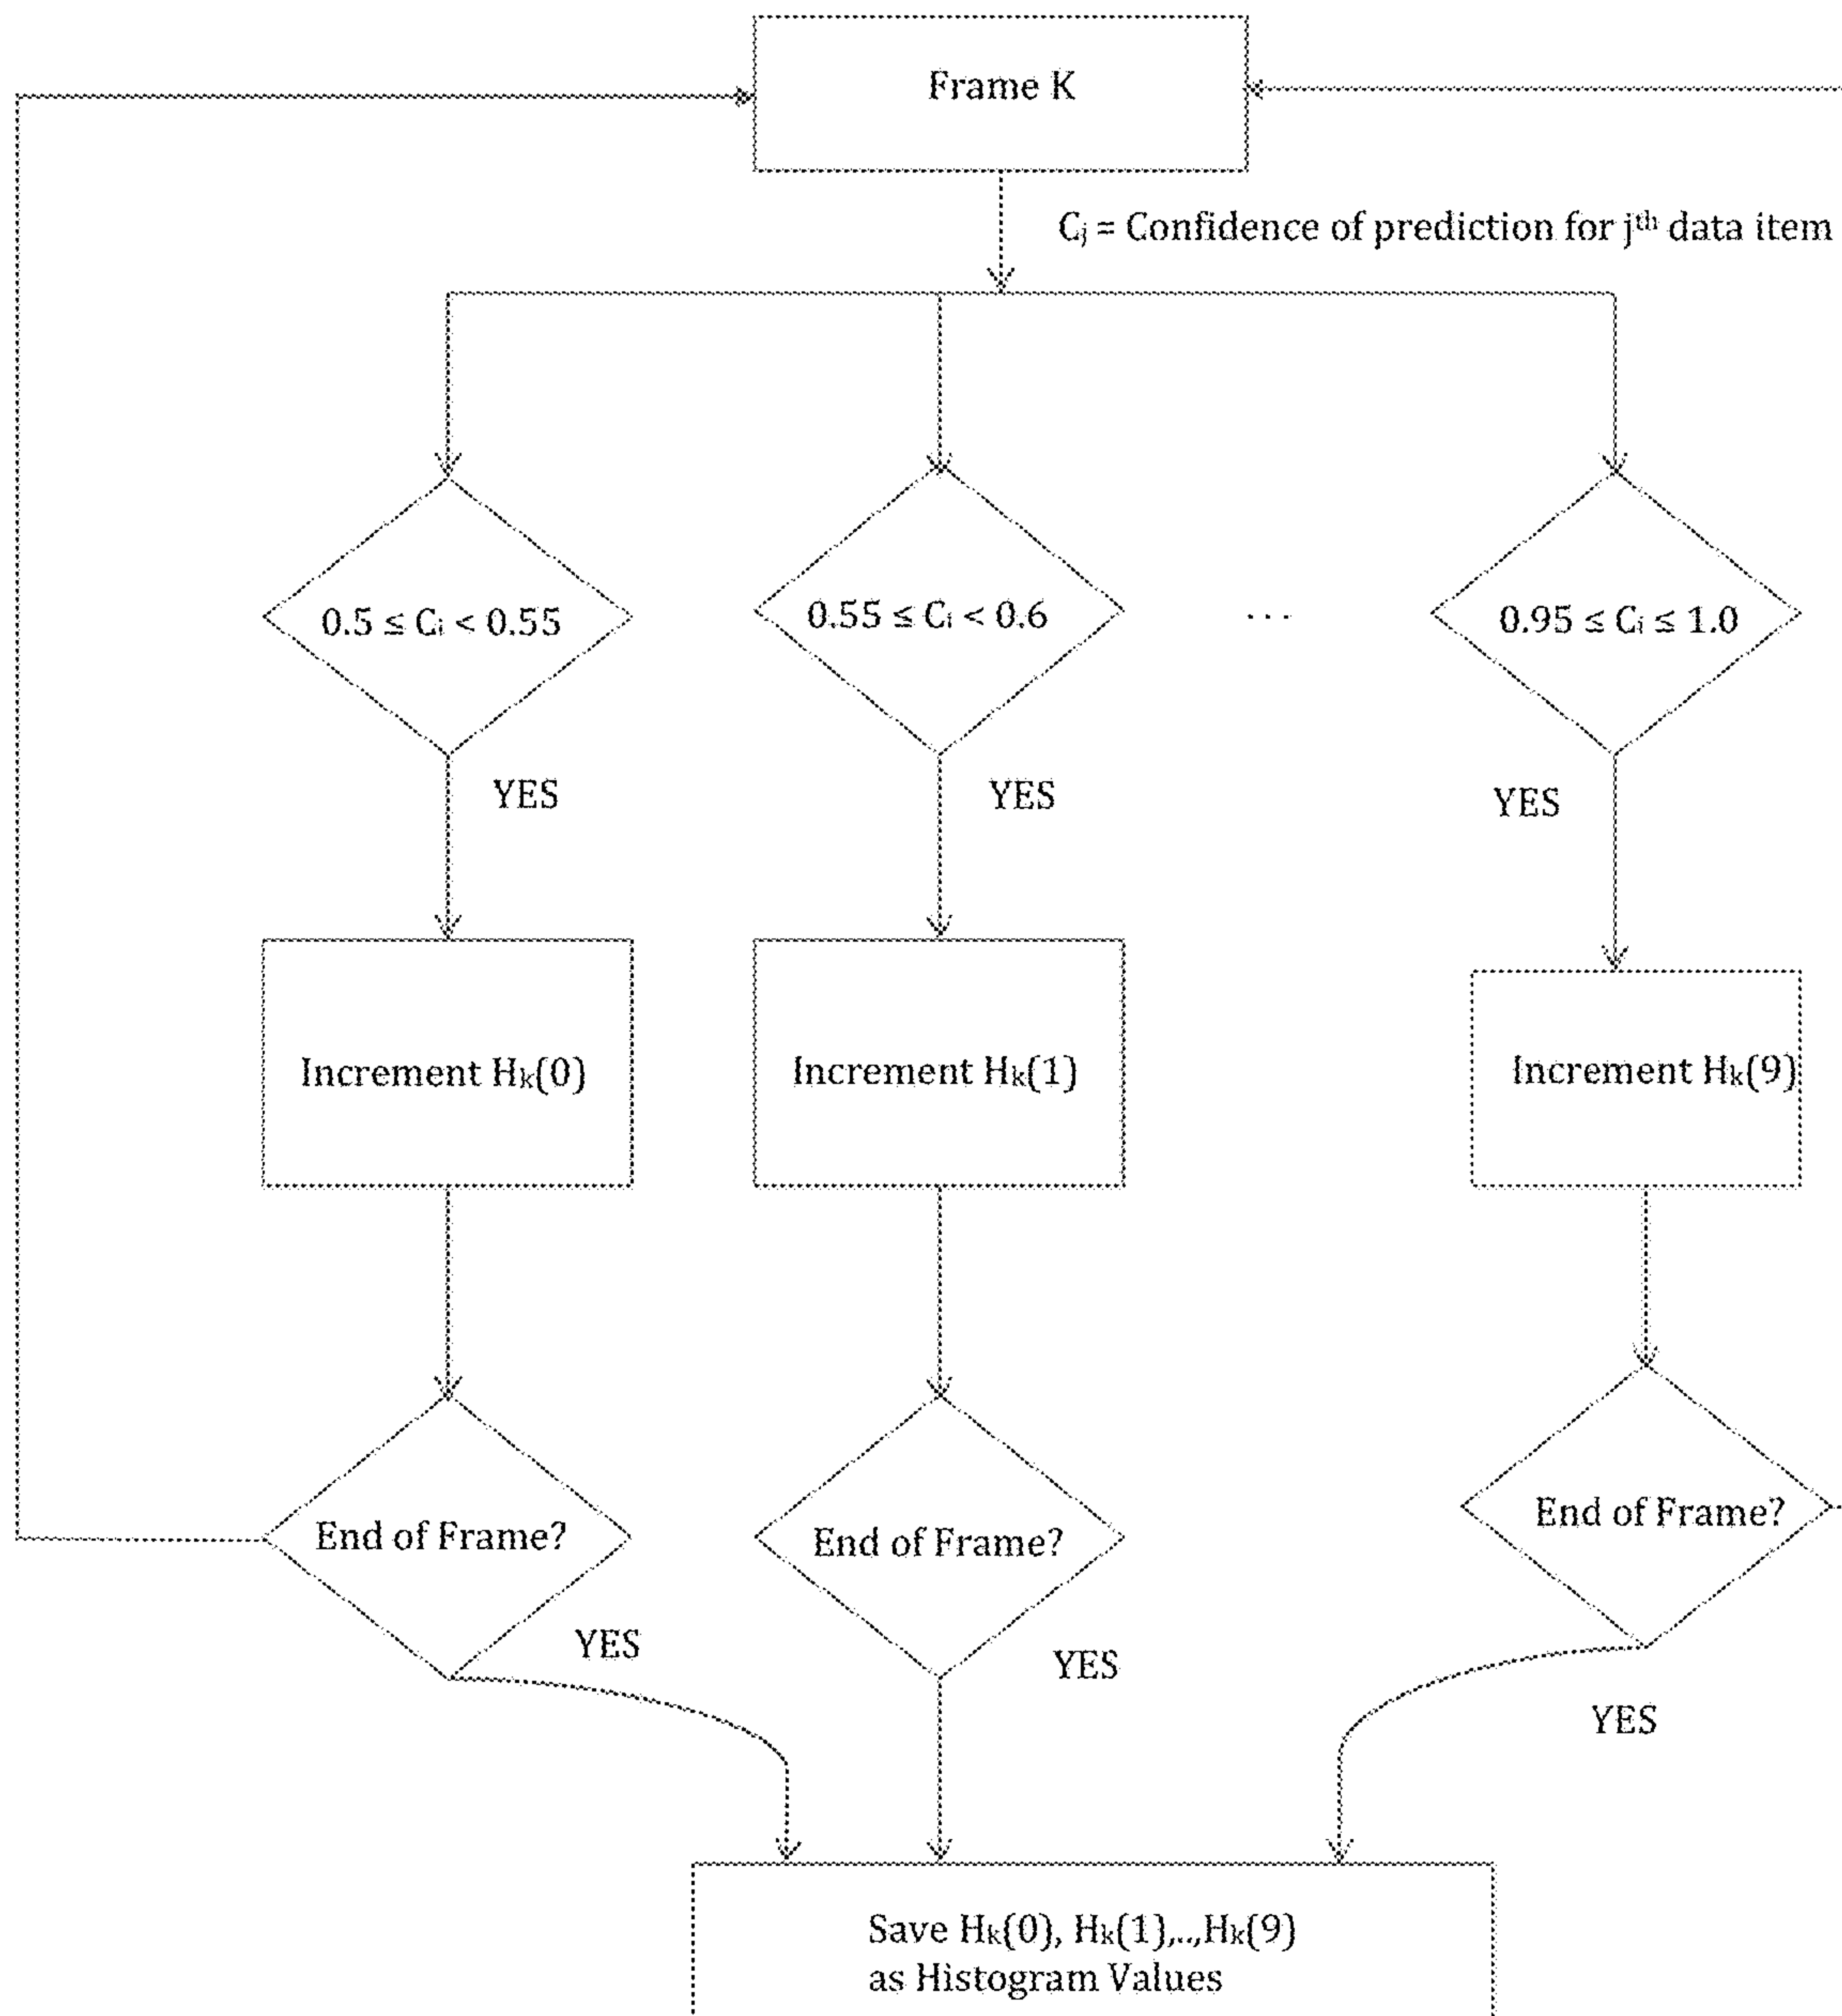 Frame K
Cⱼ = Confidence of prediction for jᵗʰ data item
0.5 ≤ Cᵢ < 0.55
0.55 ≤ Cᵢ < 0.6
...
0.95 ≤ Cᵢ ≤ 1.0
YES
YES
YES
Increment Hₖ(0)
Increment Hₖ(1)
Increment Hₖ(9)
End of Frame?
End of Frame?
End of Frame?
YES
YES
YES
Save Hₖ(0), Hₖ(1),..,Hₖ(9)
as Histogram Values